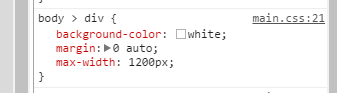 body > div { main.css:21
background-color: white;
margin: 0 auto;
max-width: 1200px;
}